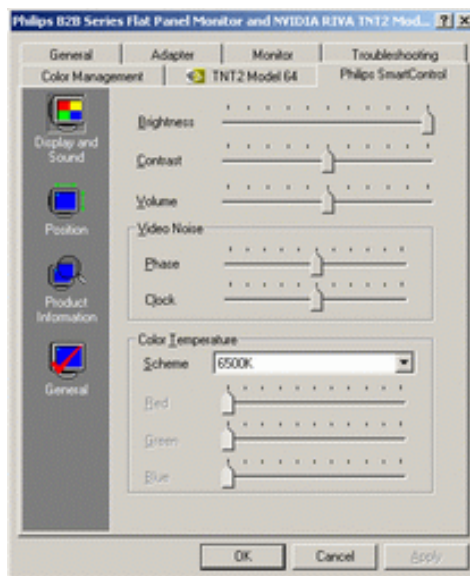 Philips B2B Series Flat Panel Monitor and NVIDIA RIVA TNT2 Mod...
General Adapter Monitor Troubleshooting
Color Management TNT2 Model 64 Philips SmartControl
Display and
Sound
Position
Product
Information
General
Brightness
Contrast
Volume
Video Noise
Phase
Clock
Color Temperature
Scheme 6500K
Red
Green
Blue
OK Cancel Apply